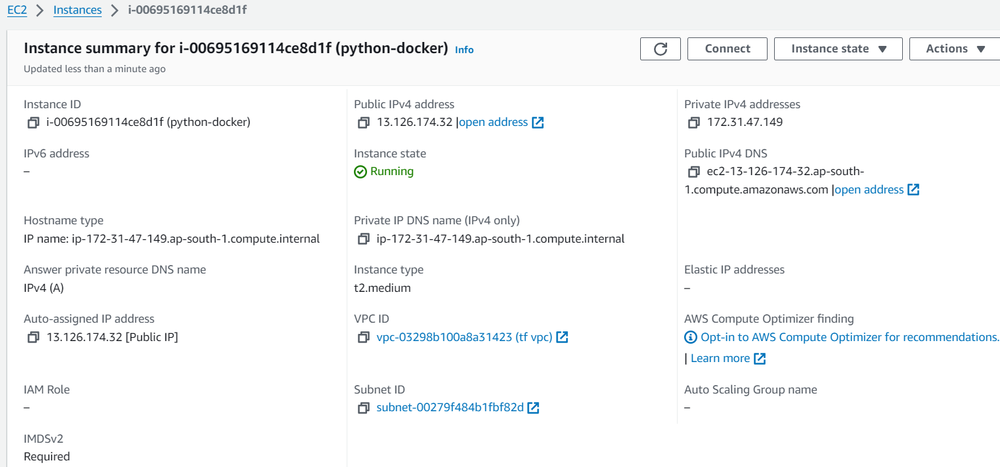 EC2 > Instances > i-00695169114ce8d1f
Instance summary for i-00695169114ce8d1f (python-docker) Info
Updated less than a minute ago
Connect
Instance state
Actions
Instance ID
i-00695169114ce8d1f (python-docker)
Public IPv4 address
13.126.174.32 |open address
Private IPv4 addresses
172.31.47.149
IPv6 address
–
Instance state
Running
Public IPv4 DNS
ec2-13-126-174-32.ap-south-
1.compute.amazonaws.com |open address
Hostname type
IP name: ip-172-31-47-149.ap-south-1.compute.internal
Private IP DNS name (IPv4 only)
ip-172-31-47-149.ap-south-1.compute.internal
Answer private resource DNS name
IPv4 (A)
Instance type
t2.medium
Elastic IP addresses
–
Auto-assigned IP address
13.126.174.32 [Public IP]
VPC ID
vpc-03298b100a8a31423 (tf vpc)
AWS Compute Optimizer finding
Opt-in to AWS Compute Optimizer for recommendations.
| Learn more
IAM Role
–
Subnet ID
subnet-00279f484b1fbf82d
Auto Scaling Group name
–
IMDSv2
Required